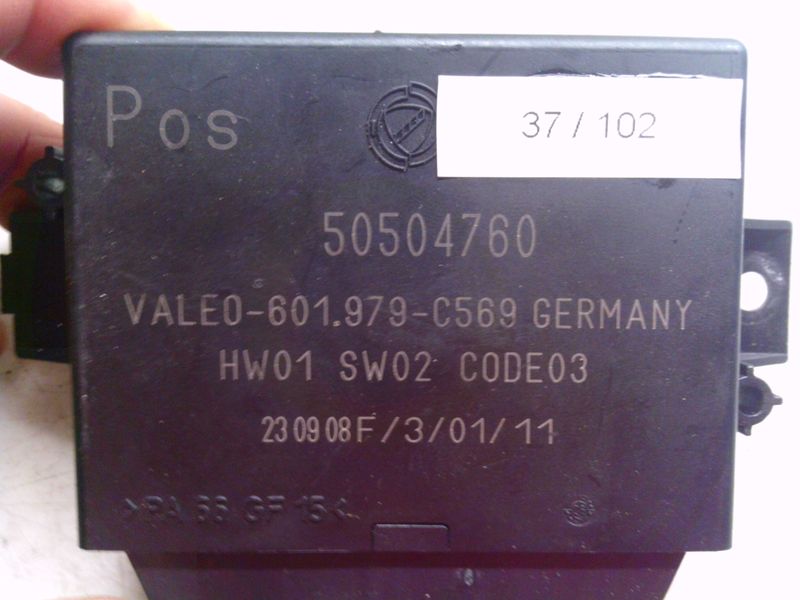 Pos
37 / 102
50504760
VALEO-601.979-C569 GERMANY
HW01 SW02 CODE03
230908F/3/01/11
>PA 66 GF 15<